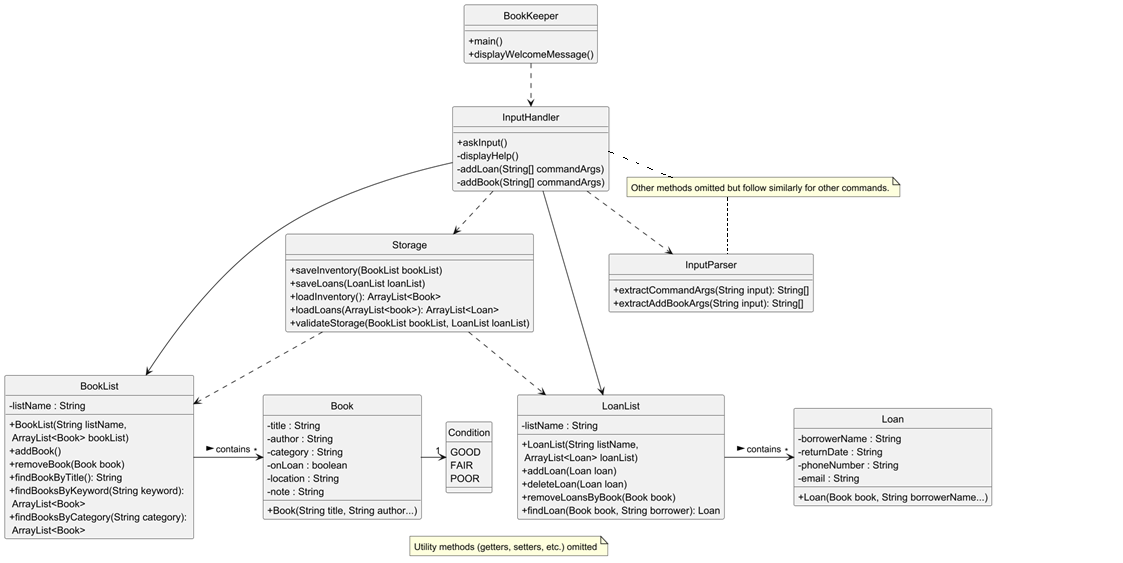 BookKeeper
+main()
+displayWelcomeMessage()
InputHandler
+askInput()
-displayHelp()
-addLoan(String[] commandArgs)
-addBook(String[] commandArgs)
Other methods omitted but follow similarly for other commands.
Storage
+saveInventory(BookList bookList)
+saveLoans(LoanList loanList)
+loadInventory(): ArrayList<Book>
+loadLoans(ArrayList<book>): ArrayList<Loan>
+validateStorage(BookList bookList, LoanList loanList)
InputParser
+extractCommandArgs(String input): String[]
+extractAddBookArgs(String input): String[]
BookList
-listName : String
+BookList(String listName,
ArrayList<Book> bookList)
+addBook()
+removeBook(Book book)
+findBookByTitle(): String
+findBooksByKeyword(String keyword):
ArrayList<Book>
+findBooksByCategory(String category):
ArrayList<Book>
contains *
Book
-title : String
-author : String
-category : String
-onLoan : boolean
-location : String
-note : String
+Book(String title, String author...)
1
Condition
GOOD
FAIR
POOR
LoanList
-listName : String
+LoanList(String listName,
ArrayList<Loan> loanList)
+addLoan(Loan loan)
+deleteLoan(Loan loan)
+removeLoansByBook(Book book)
+findLoan(Book book, String borrower): Loan
contains *
Loan
-borrowerName : String
-returnDate : String
-phoneNumber : String
-email : String
+Loan(Book book, String borrowerName...)
Utility methods (getters, setters, etc.) omitted